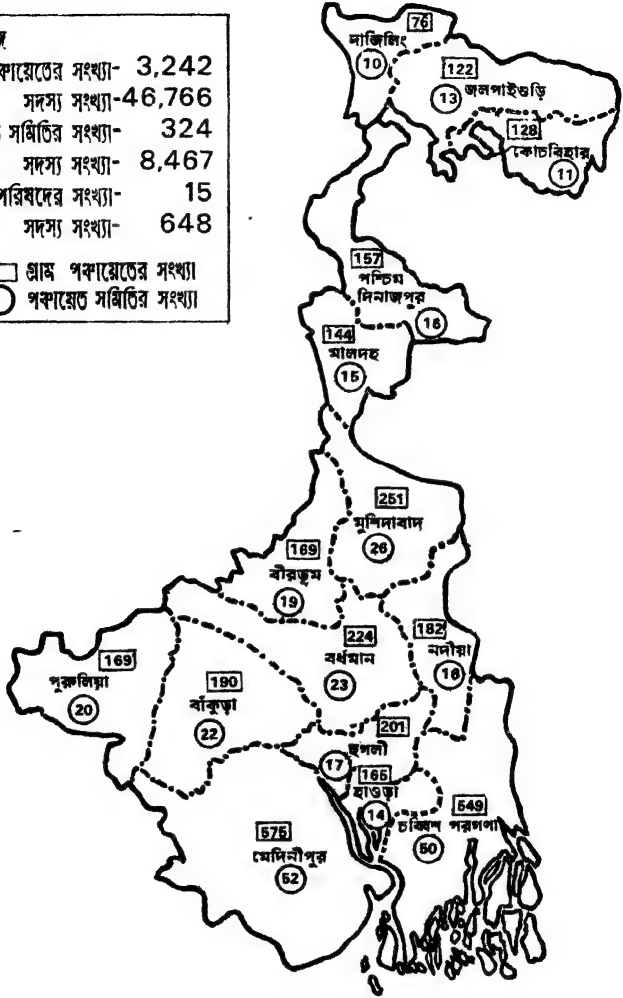 কায়েতের সংখ্যা- 3,242
সদস্য সংখ্যা-46,766
সমিতির সংখ্যা- 324
সদস্য সংখ্যা- 8,467
পরিষদের সংখ্যা- 15
সদস্য সংখ্যা- 648
গ্রাম পঞ্চায়েতের সংখ্যা
পঞ্চায়েত সমিতির সংখ্যা
76
দার্জিলিং
10
122
জলপাইগুড়ি
13
128
কোচবিহার
11
157
পশ্চিম
দিনাজপুর
16
144
মালদহ
15
251
মুর্শিদাবাদ
26
169
বীরভূম
19
224
বর্ধমান
23
182
নদীয়া
16
169
পুরুলিয়া
20
190
বাঁকুড়া
22
201
হুগলী
17
165
হাওড়া
14
549
চব্বিশ পরগণা
50
575
মেদিনীপুর
52